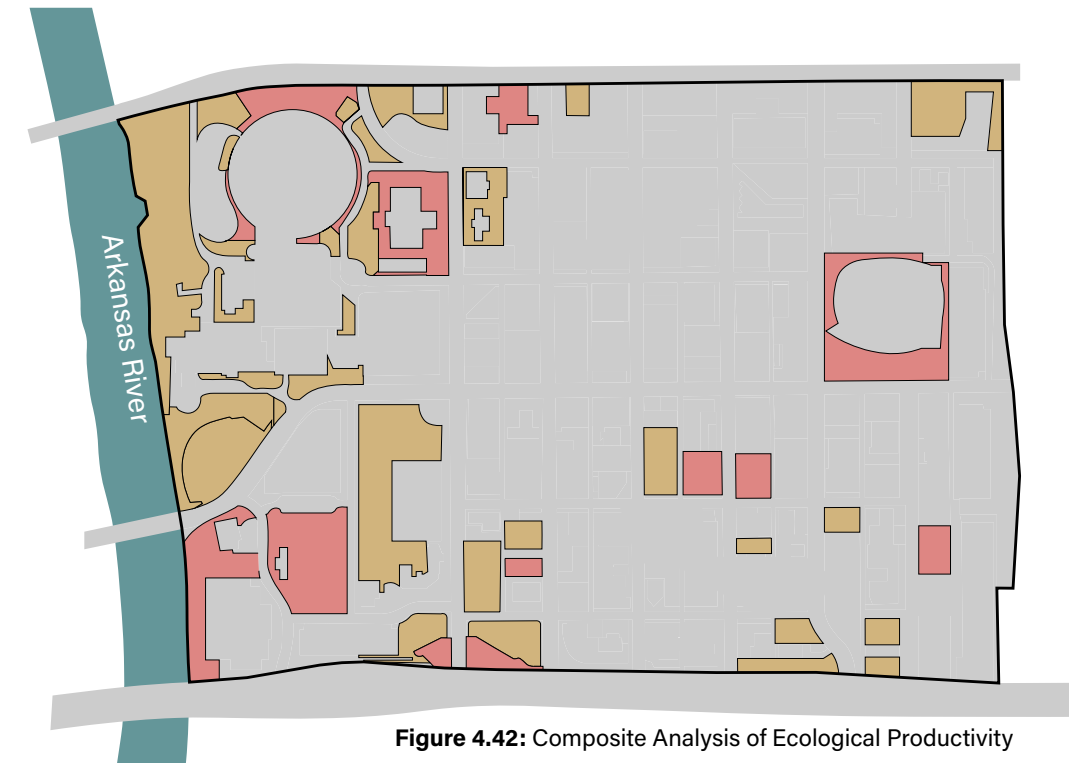 Arkansas River
Figure 4.42: Composite Analysis of Ecological Productivity